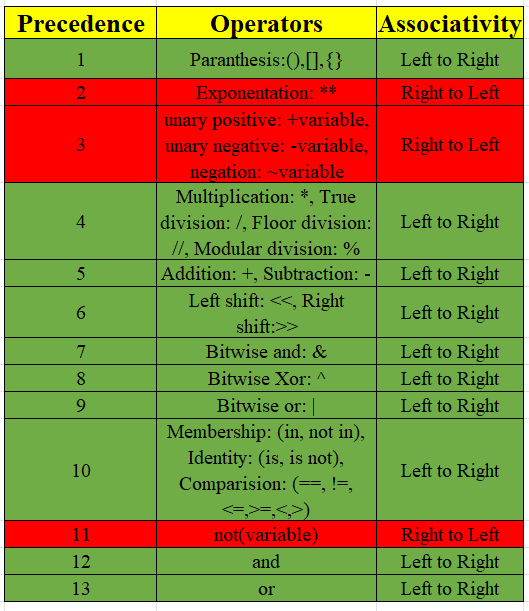 Precedence Operators Associativity
1 Paranthesis:(),[],{} Left to Right
2 Exponentation: ** Right to Left
unary positive: +variable,
3 unary negative: -variable, Right to Left
negation: ~variable
Multiplication: *, True
4 division: /, Floor division: Left to Right
//, Modular division: %
5 Addition: +, Subtraction: - Left to Right
6 Left shift: <<, Right Left to Right
shift:>>
7 Bitwise and: & Left to Right
8 Bitwise Xor: ^ Left to Right
9 Bitwise or: | Left to Right
Membership: (in, not in),
Identity: (is, is not),
10 Comparision: (==, !=, Left to Right
<=,>=,<,>)
11 not(variable) Right to Left
12 and Left to Right
13 or Left to Right